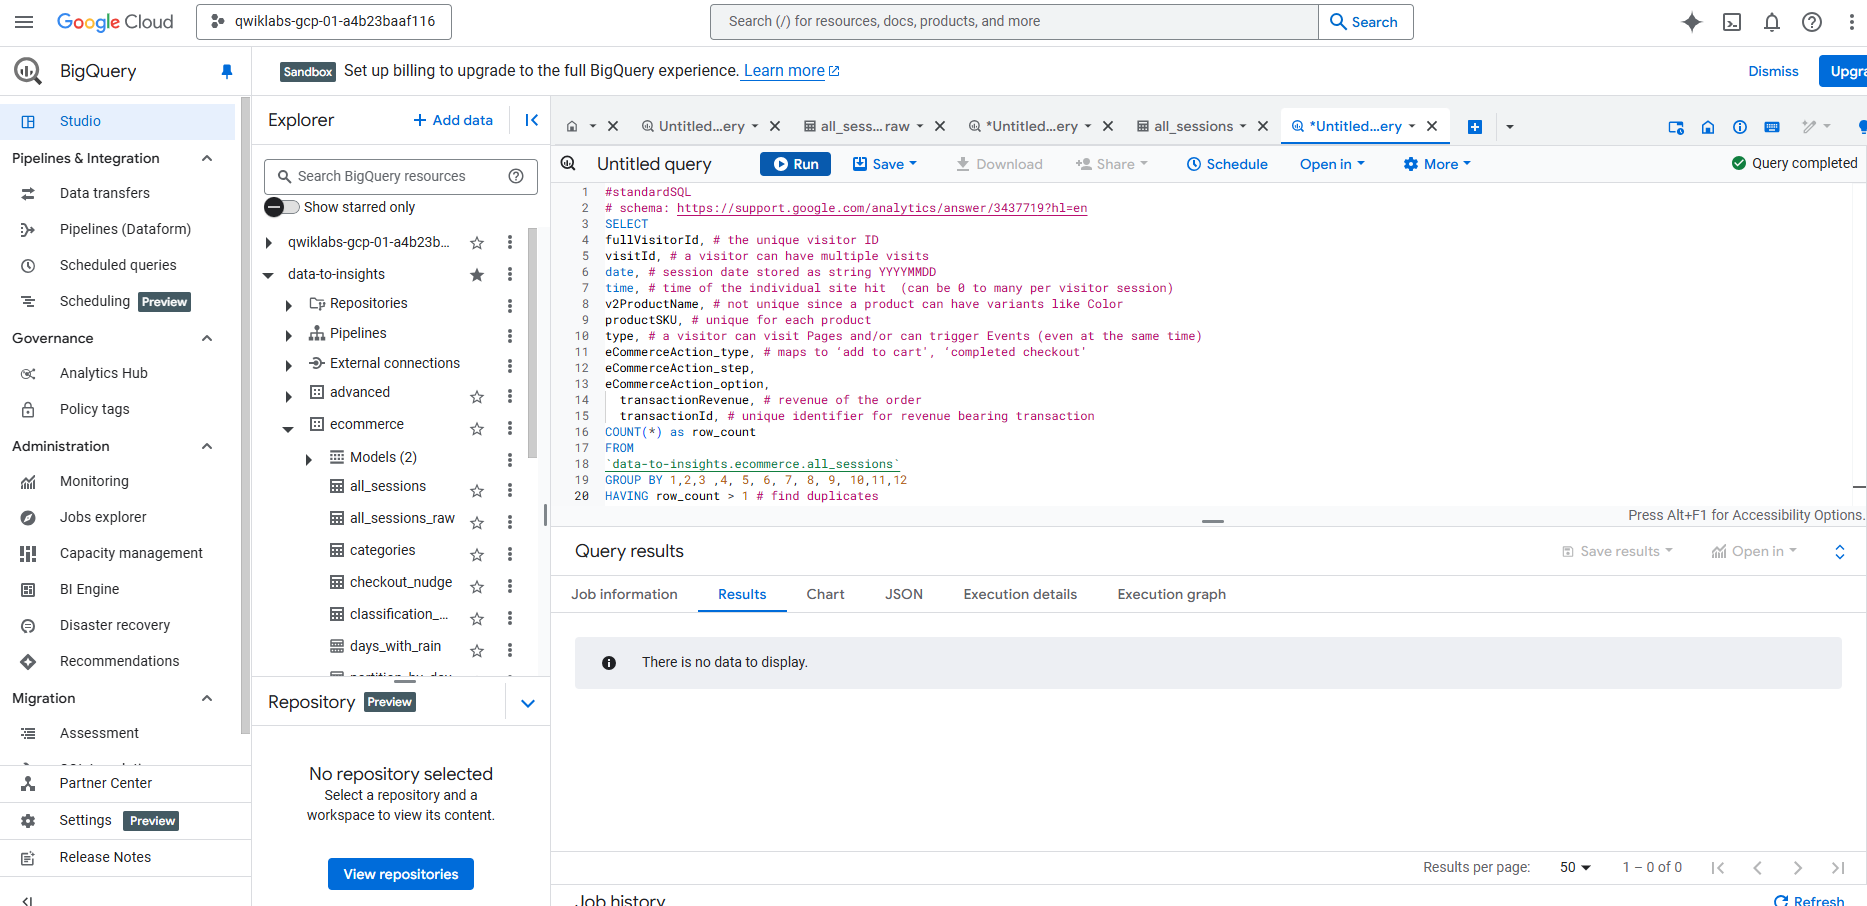 Google Cloud
qwiklabs-gcp-01-a4b23baaf116
Search (/) for resources, docs, products, and more
Search
BigQuery
Sandbox Set up billing to upgrade to the full BigQuery experience. Learn more
Dismiss
Upgra
Studio
Pipelines & Integration
Data transfers
Pipelines (Dataform)
Scheduled queries
Scheduling Preview
Governance
Analytics Hub
Policy tags
Administration
Monitoring
Jobs explorer
Capacity management
BI Engine
Disaster recovery
Recommendations
Migration
Assessment
Partner Center
Settings Preview
Release Notes
Explorer
+ Add data
Search BigQuery resources
Show starred only
qwiklabs-gcp-01-a4b23b...
data-to-insights
Repositories
Pipelines
External connections
advanced
ecommerce
Models (2)
all_sessions
all_sessions_raw
categories
checkout_nudge
classification_...
days_with_rain
Repository Preview
No repository selected
Select a repository and a
workspace to view its content.
View repositories
Untitled...ery
all_sess... raw
*Untitled...ery
all_sessions
*Untitled...ery
Untitled query
Run
Save
Download
Share
Schedule
Open in
More
Query completed
1 #standardSQL
2 # schema: https://support.google.com/analytics/answer/3437719?hl=en
3 SELECT
4 fullVisitorId, # the unique visitor ID
5 visitId, # a visitor can have multiple visits
6 date, # session date stored as string YYYYMMDD
7 time, # time of the individual site hit  (can be 0 to many per visitor session)
8 v2ProductName, # not unique since a product can have variants like Color
9 productSKU, # unique for each product
10 type, # a visitor can visit Pages and/or can trigger Events (even at the same time)
11 eCommerceAction_type, # maps to ‘add to cart', ‘completed checkout'
12 eCommerceAction_step,
13 eCommerceAction_option,
14   transactionRevenue, # revenue of the order
15   transactionId, # unique identifier for revenue bearing transaction
16 COUNT(*) as row_count
17 FROM
18 `data-to-insights.ecommerce.all_sessions`
19 GROUP BY 1,2,3 ,4, 5, 6, 7, 8, 9, 10,11,12
20 HAVING row_count > 1 # find duplicates
Press Alt+F1 for Accessibility Options.
Query results
Save results
Open in
Job information
Results
Chart
JSON
Execution details
Execution graph
There is no data to display.
Results per page:
50
1 – 0 of 0
Job history
Refresh